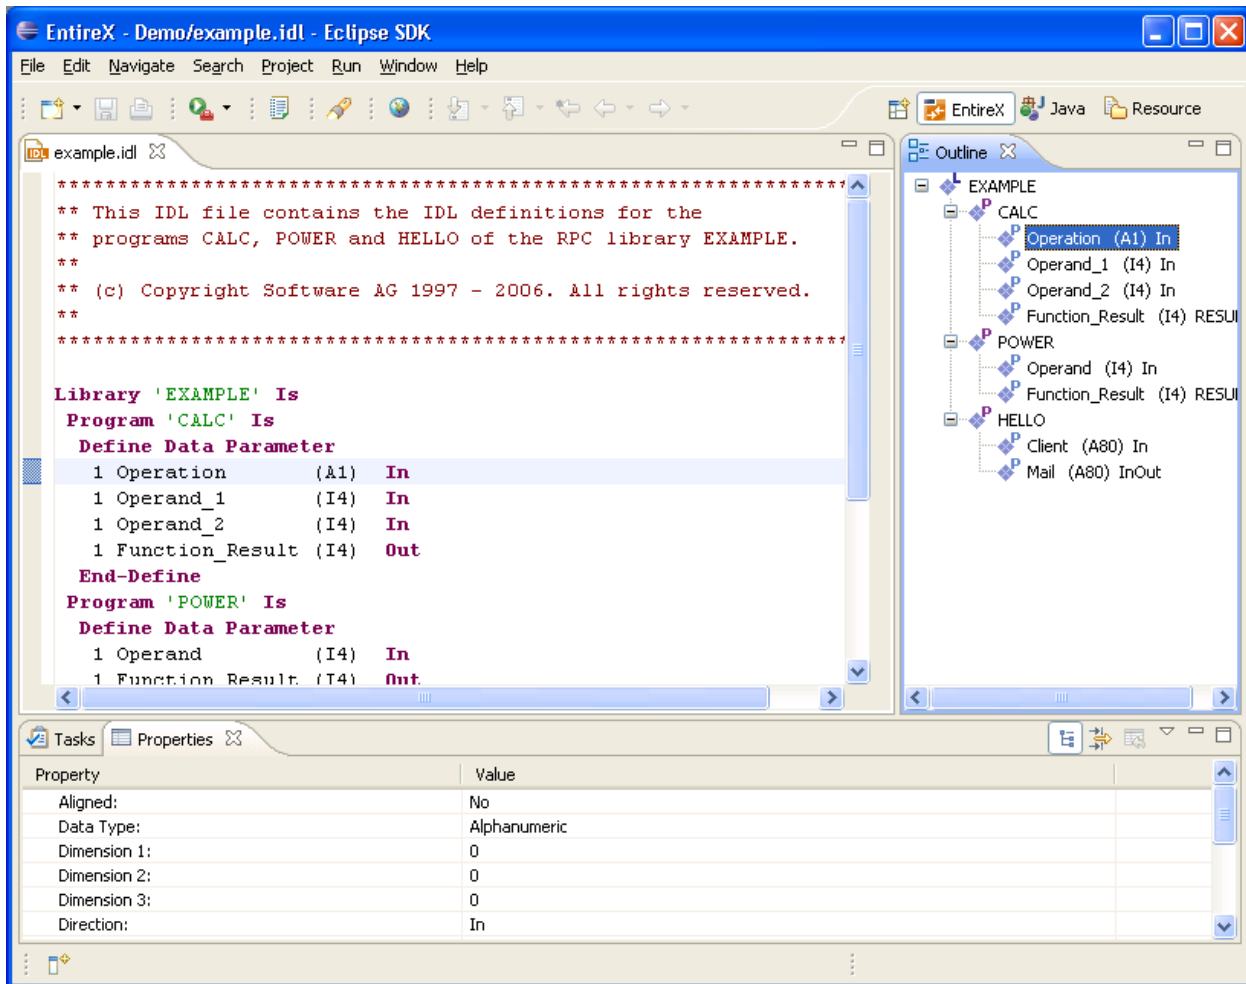 EntireX - Demo/example.idl - Eclipse SDK
File Edit Navigate Search Project Run Window Help
EntireX Java Resource
example.idl
*****************************************************************
** This IDL file contains the IDL definitions for the
** programs CALC, POWER and HELLO of the RPC library EXAMPLE.
**
** (c) Copyright Software AG 1997 - 2006. All rights reserved.
**
*****************************************************************
Library 'EXAMPLE' Is
Program 'CALC' Is
Define Data Parameter
1 Operation (A1) In
1 Operand_1 (I4) In
1 Operand_2 (I4) In
1 Function_Result (I4) Out
End-Define
Program 'POWER' Is
Define Data Parameter
1 Operand (I4) In
1 Function_Result (I4) Out
Outline
EXAMPLE
CALC
Operation (A1) In
Operand_1 (I4) In
Operand_2 (I4) In
Function_Result (I4) RESU
POWER
Operand (I4) In
Function_Result (I4) RESU
HELLO
Client (A80) In
Mail (A80) InOut
Tasks Properties
Property Value
Aligned: No
Data Type: Alphanumeric
Dimension 1: 0
Dimension 2: 0
Dimension 3: 0
Direction: In